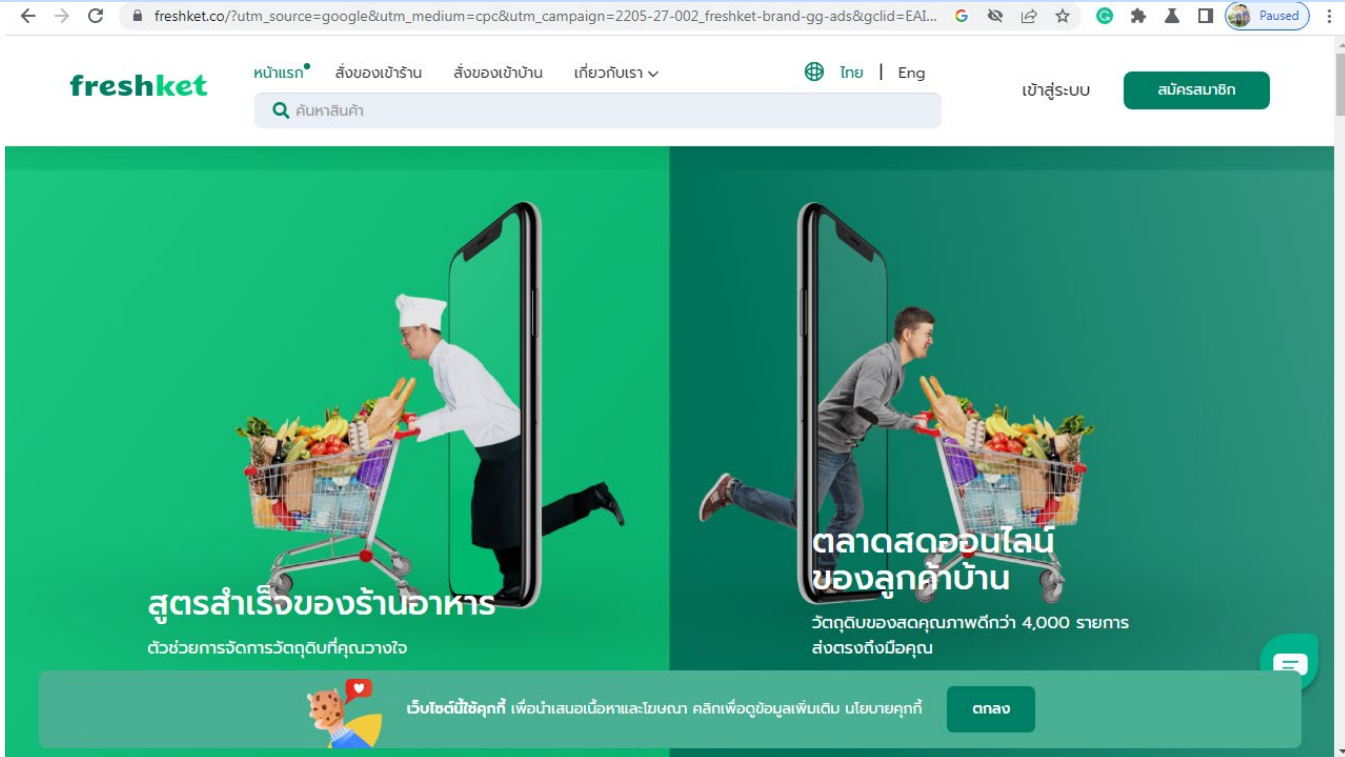 freshket.co/?utm_source=google&utm_medium=cpc&utm_campaign=2205-27-002_freshket-brand-gg-ads&gclid=EAI...
Paused
freshket
หน้าแรก
สั่งของเข้าร้าน
สั่งของเข้าบ้าน
เกี่ยวกับเรา
ไทย | Eng
ค้นหาสินค้า
เข้าสู่ระบบ
สมัครสมาชิก
สูตรสำเร็จของร้านอาหาร
ตัวช่วยการจัดการวัตถุดิบที่คุณวางใจ
ตลาดสดออนไลน์
ของลูกค้าบ้าน
วัตถุดิบของสดคุณภาพดีกว่า 4,000 รายการ
ส่งตรงถึงมือคุณ
เว็บไซต์นี้ใช้คุกกี้ เพื่อนำเสนอเนื้อหาและโฆษณา คลิกเพื่อดูข้อมูลเพิ่มเติม นโยบายคุกกี้
ตกลง